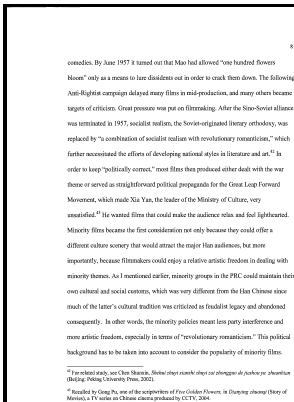 8
comedies. By June 1957 it turned out that Mao had allowed "one hundred flowers
bloom" only as a means to lure dissidents out in order to crack them down. The following
Anti-Rightist campaign delayed many films in mid-production, and many others became
targets of criticism. Great pressure was put on filmmaking. After the Sino-Soviet alliance
was terminated in 1957, socialist realism, the Soviet-originated literary orthodoxy, was
replaced by "a combination of socialist realism with revolutionary romanticism," which
further necessitated the efforts of developing national styles in literature and art.42 In
order to keep "politically correct," most films then produced either dealt with the war
theme or served as straightforward political propaganda for the Great Leap Forward
Movement, which made Xia Yan, the leader of the Ministry of Culture, very
unsatisfied.43 He wanted films that could make the audience relax and feel lighthearted.
Minority films became the first consideration not only because they could offer a
different culture scenery that would attract the major Han audiences, but more
importantly, because filmmakers could enjoy a relative artistic freedom in dealing with
minority themes. As I mentioned earlier, minority groups in the PRC could maintain their
own cultural and social customs, which was very different from the Han Chinese since
much of the latter's cultural tradition was criticized as feudalist legacy and abandoned
consequently. In other words, the minority policies meant less party interference and
more artistic freedom, especially in terms of "revolutionary romanticism." This political
background has to be taken into account to consider the popularity of minority films.
42 For related study, see Chen Shunxin,
(Beijing: Peking University Press, 2002).
43 Recalled by Gong Pu, one of the scriptwriters of Five Golden Flowers, in Dianying chuanqi (Story of
Movies), a TV series on Chinese cinema produced by CCTV, 2004.